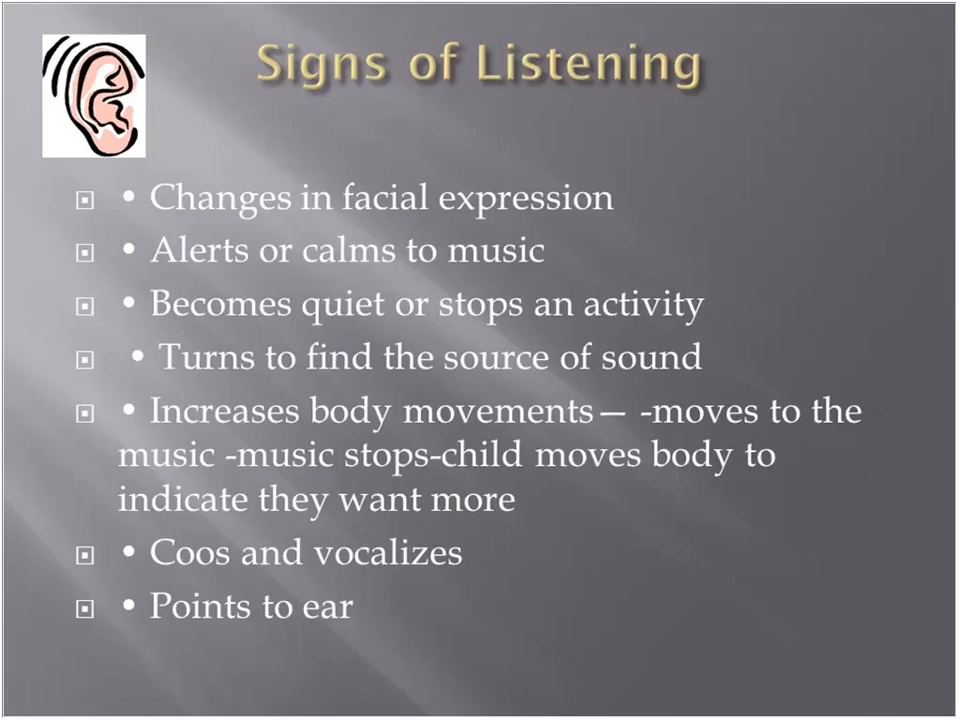 Signs of Listening
• Changes in facial expression
• Alerts or calms to music
• Becomes quiet or stops an activity
• Turns to find the source of sound
• Increases body movements— -moves to the
music -music stops-child moves body to
indicate they want more
• Coos and vocalizes
• Points to ear